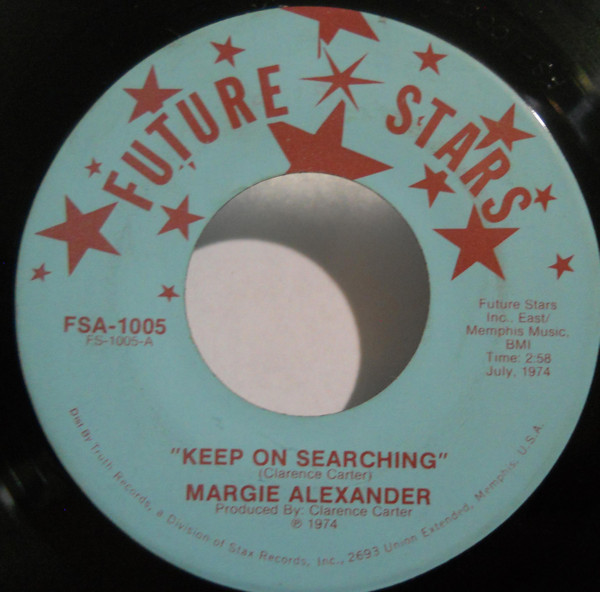 FUTURE STARS
FSA-1005
FS-1005-A
Future Stars
Inc., East/
Memphis Music,
BMI
Time: 2:58
July, 1974
"KEEP ON SEARCHING"
(Clarence Carter)
MARGIE ALEXANDER
Produced By: Clarence Carter
℗ 1974
Dist By Truth Records, a Division of Stax Records, Inc., 2693 Union Extended, Memphis, U.S.A.